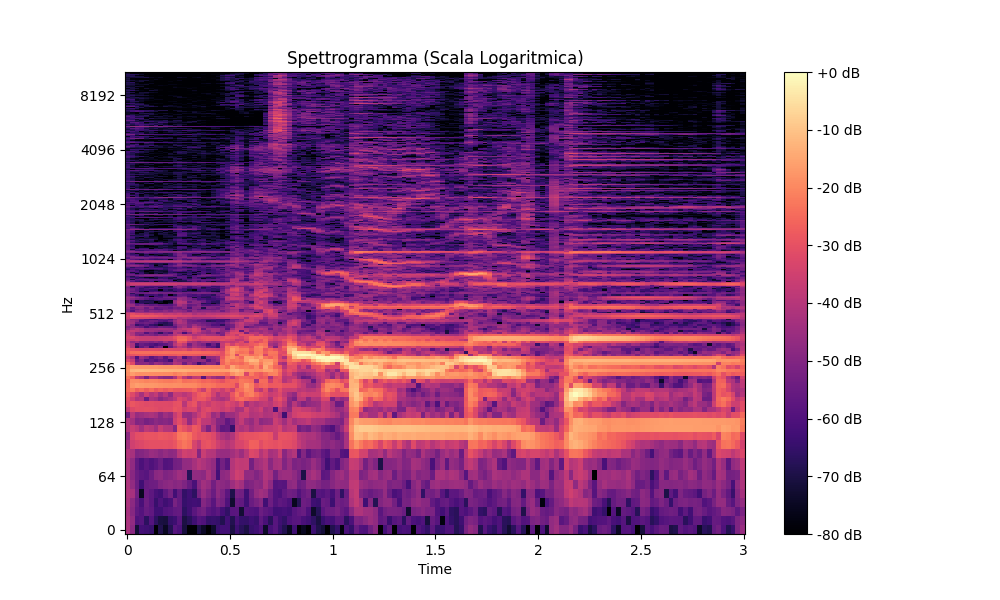 Spettrogramma (Scala Logaritmica)
Hz
8192
4096
2048
1024
512
256
128
64
0
0
0.5
1
1.5
2
2.5
3
Time
+0 dB
-10 dB
-20 dB
-30 dB
-40 dB
-50 dB
-60 dB
-70 dB
-80 dB